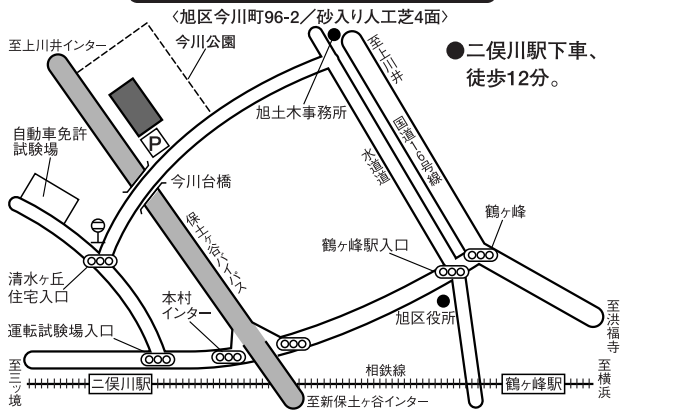 〈旭区今川町96-2／砂入り人工芝4面〉
至上川井インター
今川公園
至上川井
●二俣川駅下車、
徒歩12分。
旭土木事務所
P
自動車免許
試験場
国道16号線
水道道
今川台橋
鶴ヶ峰
保土ヶ谷バイパス
鶴ヶ峰駅入口
清水ヶ丘
住宅入口
本村
インター
旭区役所
至洪福寺
運転試験場入口
至三ッ境
二俣川駅
相鉄線
鶴ヶ峰駅
至横浜
至新保土ヶ谷インター